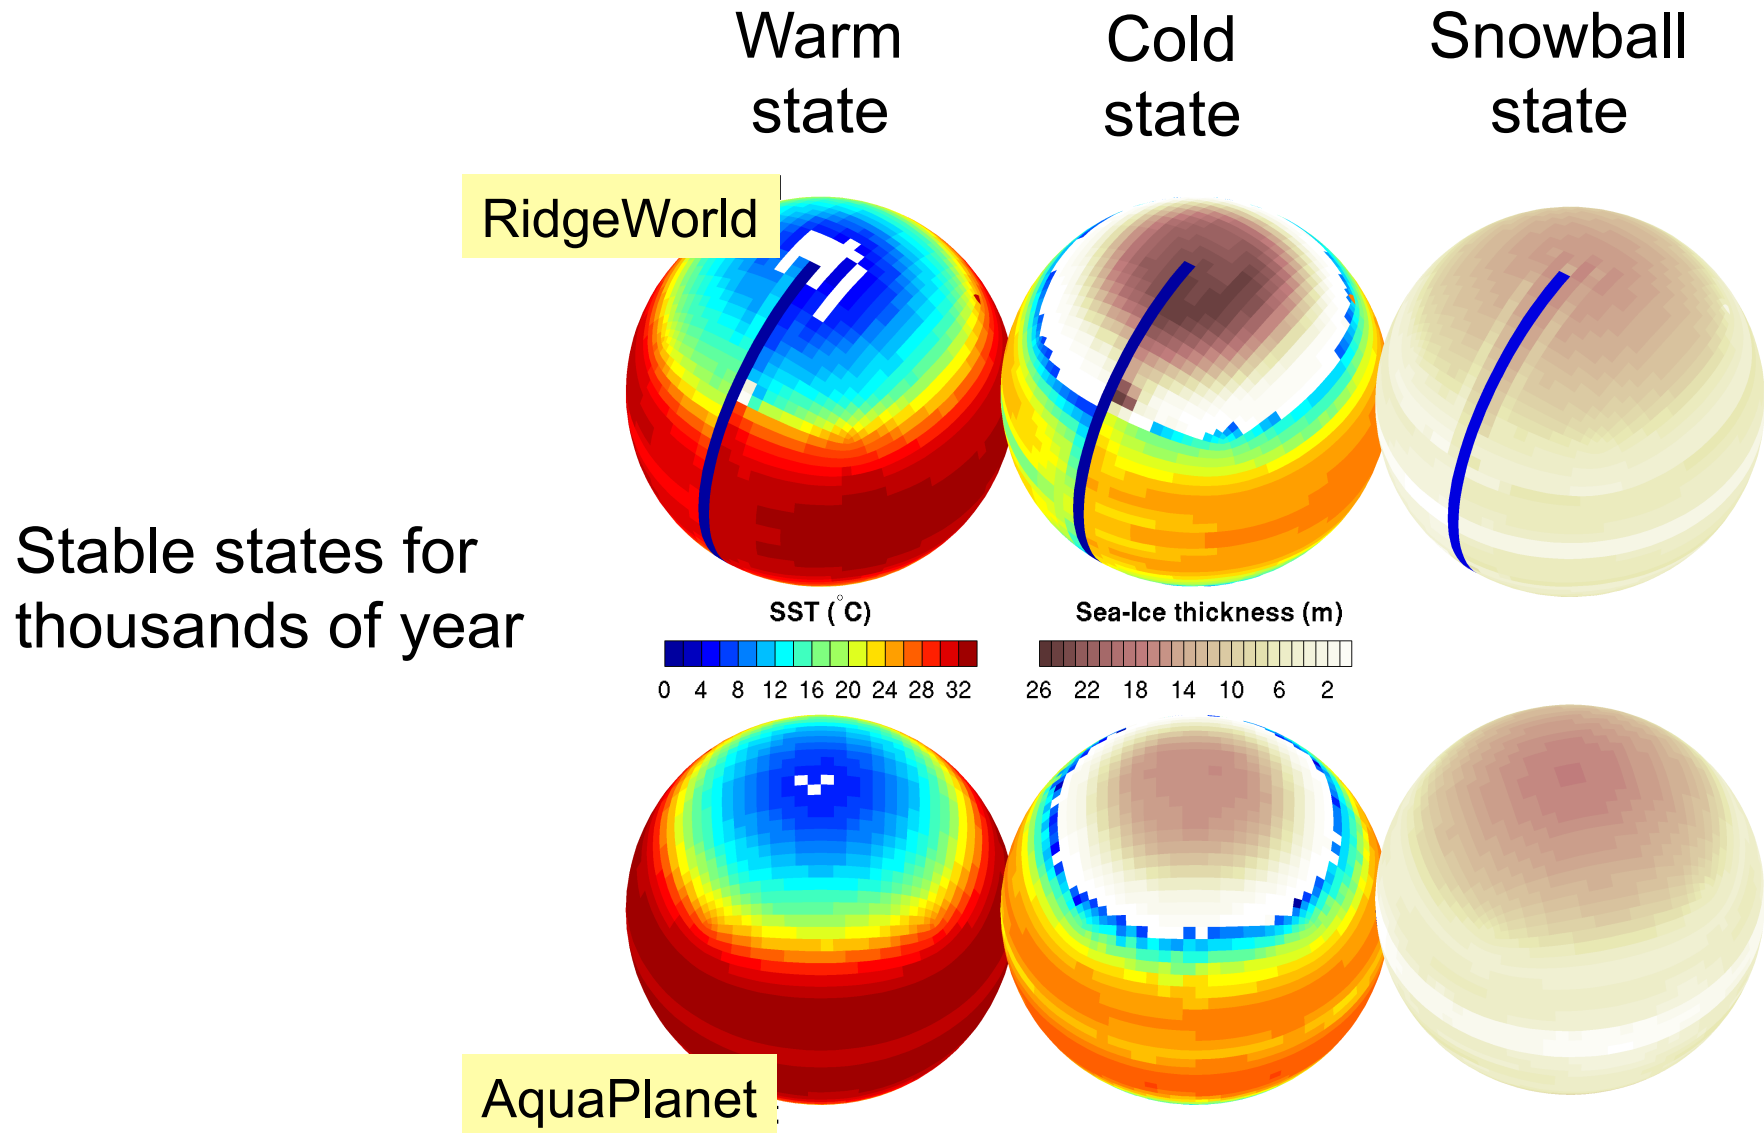 Warm
state
Cold
state
Snowball
state
RidgeWorld
Stable states for
thousands of year
SST (°C)
0 4 8 12 16 20 24 28 32
Sea-Ice thickness (m)
26 22 18 14 10 6 2
AquaPlanet